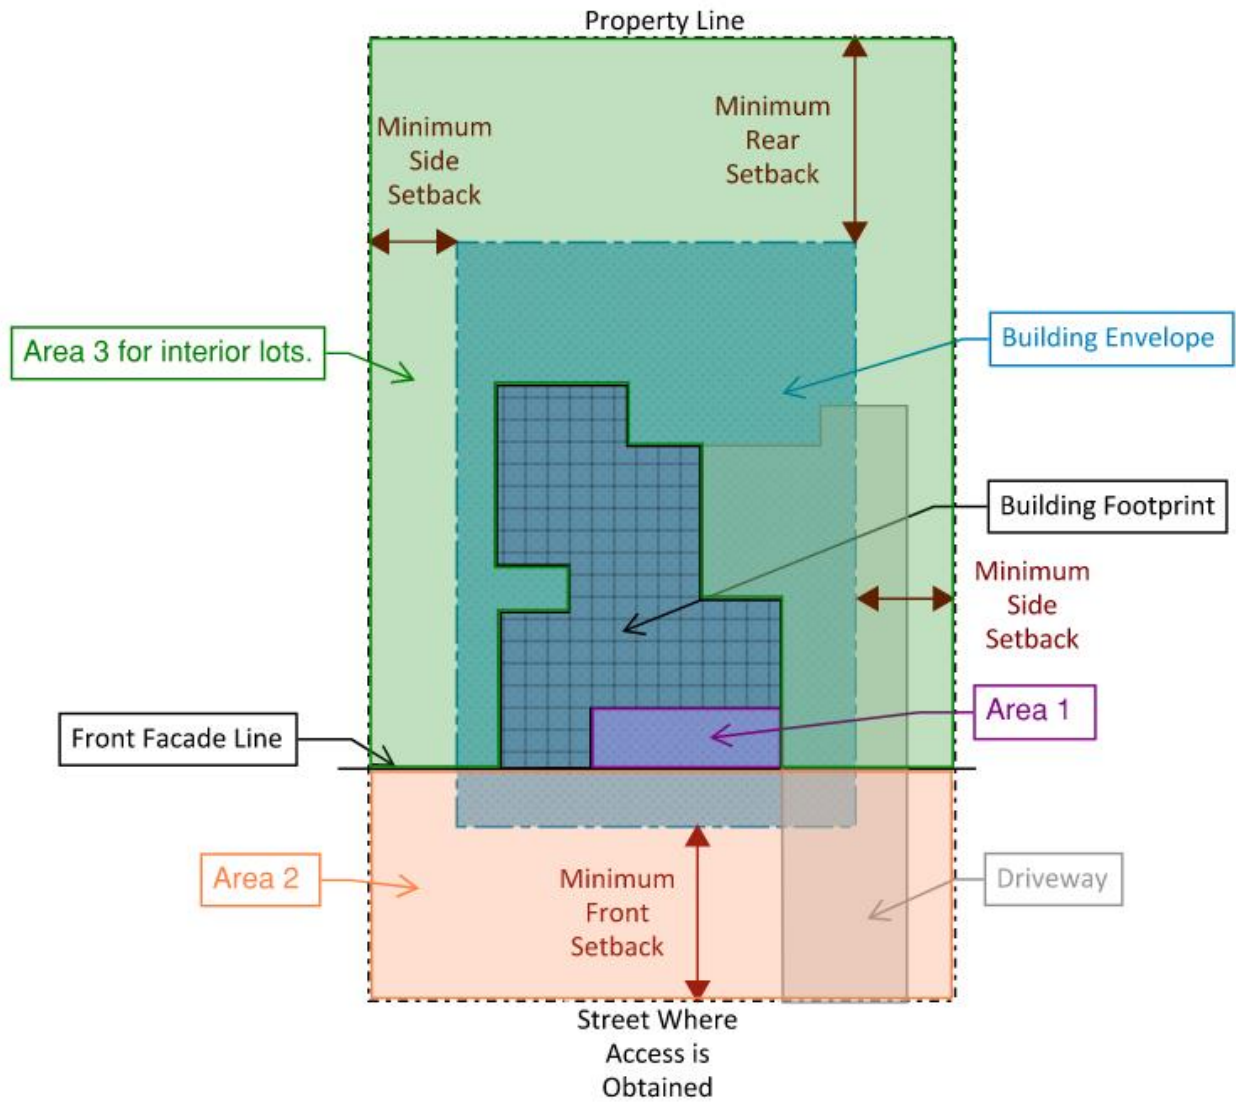 Property Line
Minimum
Rear
Setback
Minimum
Side
Setback
Area 3 for interior lots.
Building Envelope
Building Footprint
Minimum
Side
Setback
Area 1
Front Facade Line
Area 2
Minimum
Front
Setback
Driveway
Street Where
Access is
Obtained